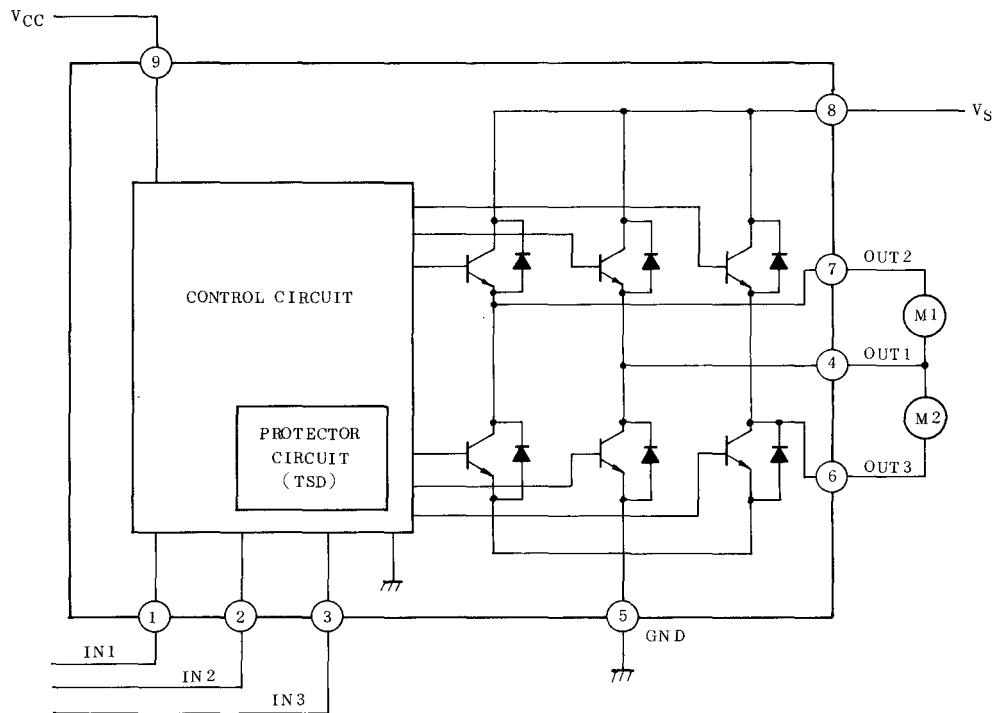 VCC
9
8
VS
7
OUT2
M1
CONTROL CIRCUIT
4
OUT1
M2
PROTECTOR
CIRCUIT
(TSD)
6
OUT3
1
2
3
5
GND
IN1
IN2
IN3